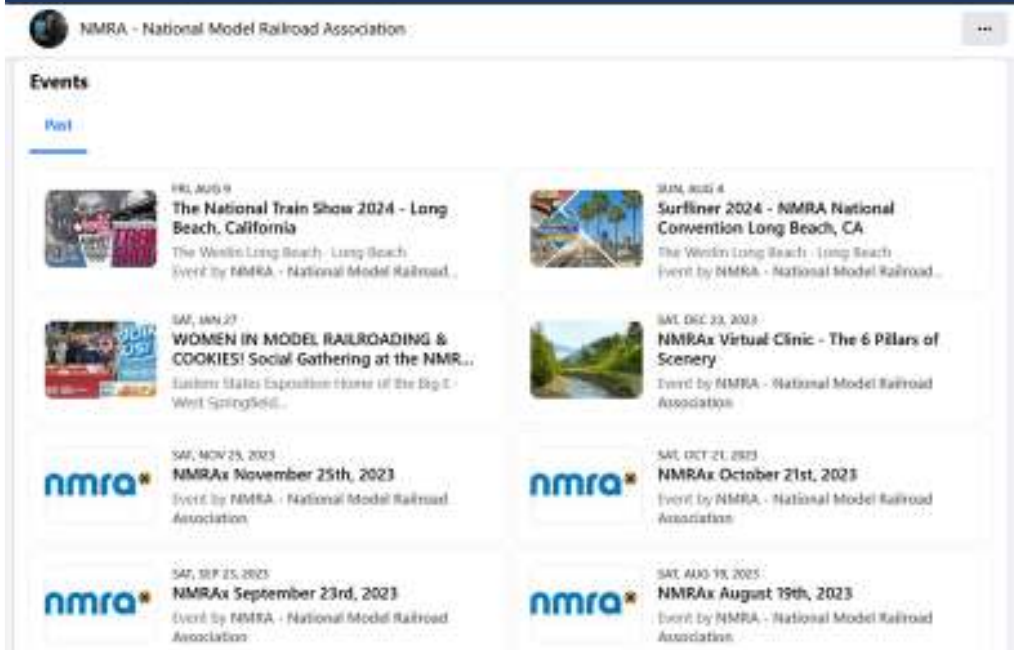 NMRA - National Model Railroad Association
...
Events
Past
FRI, AUG 9
The National Train Show 2024 - Long
Beach, California
The Westin Long Beach · Long Beach
Event by NMRA - National Model Railroad...
SUN, AUG 4
Surfliner 2024 - NMRA National
Convention Long Beach, CA
The Westin Long Beach · Long Beach
Event by NMRA - National Model Railroad...
SAT, JAN 27
WOMEN IN MODEL RAILROADING &
COOKIES! Social Gathering at the NMR...
Eastern States Exposition Home of the Big E ·
West Springfield...
SAT, DEC 23, 2023
NMRAx Virtual Clinic - The 6 Pillars of
Scenery
Event by NMRA - National Model Railroad
Association
nmrax
SAT, NOV 25, 2023
NMRAx November 25th, 2023
Event by NMRA - National Model Railroad
Association
nmrax
SAT, OCT 21, 2023
NMRAx October 21st, 2023
Event by NMRA - National Model Railroad
Association
nmrax
SAT, SEP 23, 2023
NMRAx September 23rd, 2023
Event by NMRA - National Model Railroad
Association
nmrax
SAT, AUG 19, 2023
NMRAx August 19th, 2023
Event by NMRA - National Model Railroad
Association